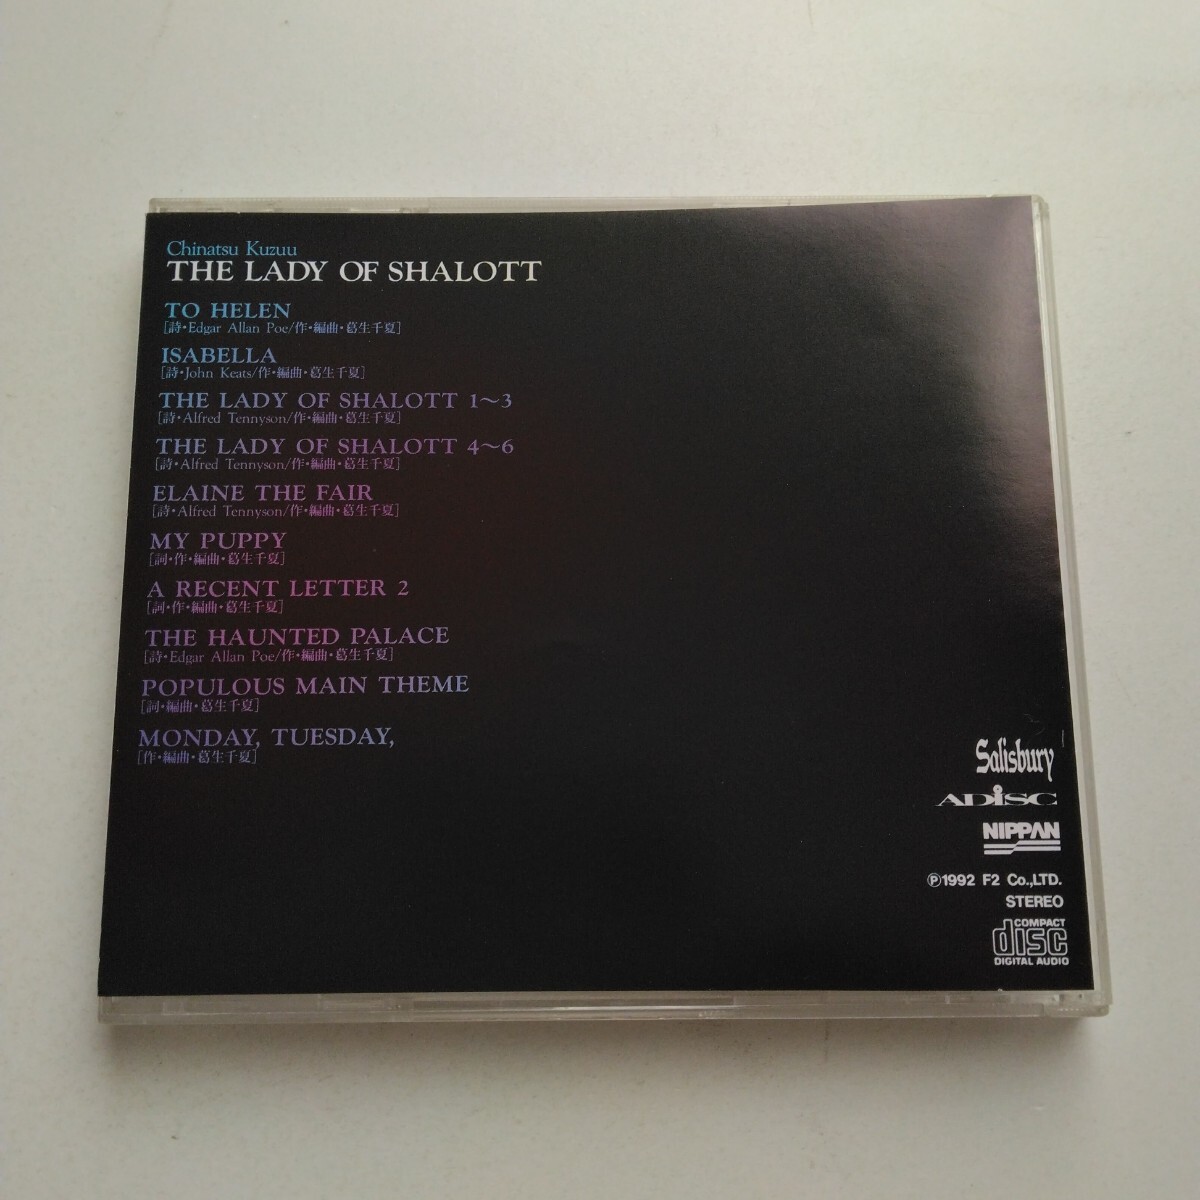 Chinatsu Kuzuu
THE LADY OF SHALOTT
TO HELEN
[詩・Edgar Allan Poe/作・編曲・葛生千夏]
ISABELLA
[詩・John Keats/作・編曲・葛生千夏]
THE LADY OF SHALOTT 1～3
[詩・Alfred Tennyson/作・編曲・葛生千夏]
THE LADY OF SHALOTT 4～6
[詩・Alfred Tennyson/作・編曲・葛生千夏]
ELAINE THE FAIR
[詩・Alfred Tennyson/作・編曲・葛生千夏]
MY PUPPY
[詞・作・編曲・葛生千夏]
A RECENT LETTER 2
[詞・作・編曲・葛生千夏]
THE HAUNTED PALACE
[詩・Edgar Allan Poe/作・編曲・葛生千夏]
POPULOUS MAIN THEME
[詞・編曲・葛生千夏]
MONDAY, TUESDAY,
[作・編曲・葛生千夏]
Salisbury
ADiSC
NIPPAN
Ⓟ1992 F2 Co.,LTD.
STEREO
COMPACT
disc
DIGITAL AUDIO